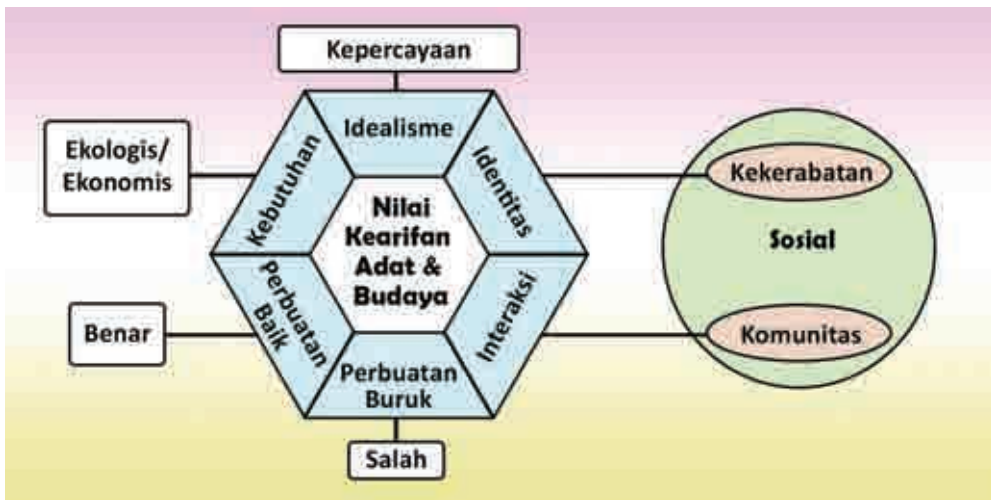 Kepercayaan
Idealisme
Ekologis/
Ekonomis
Kebutuhan
Identitas
Kekerabatan
Nilai
Kearifan
Adat &
Budaya
Sosial
Perbuatan
Baik
Interaksi
Benar
Komunitas
Perbuatan
Buruk
Salah